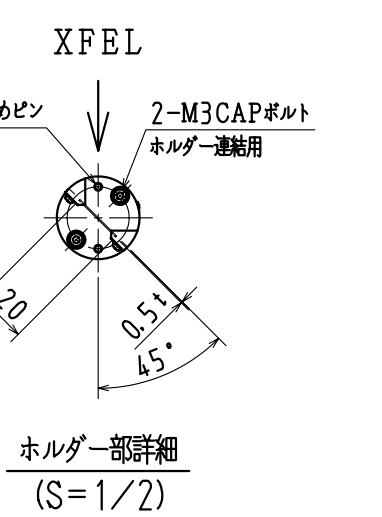 XFEL
めピン
2-M3CAPボルト
ホルダー連結用
20
0.5t
45°
ホルダー部詳細
(S=1/2)